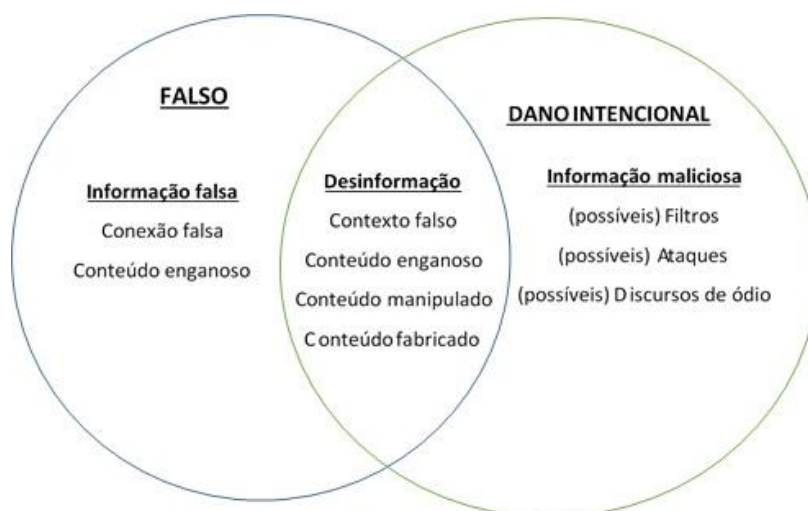 FALSO
Informação falsa
Conexão falsa
Conteúdo enganoso
Desinformação
Contexto falso
Conteúdo enganoso
Conteúdo manipulado
Conteúdo fabricado
DANO INTENCIONAL
Informação maliciosa
(possíveis) Filtros
(possíveis) Ataques
(possíveis) Discursos de ódio